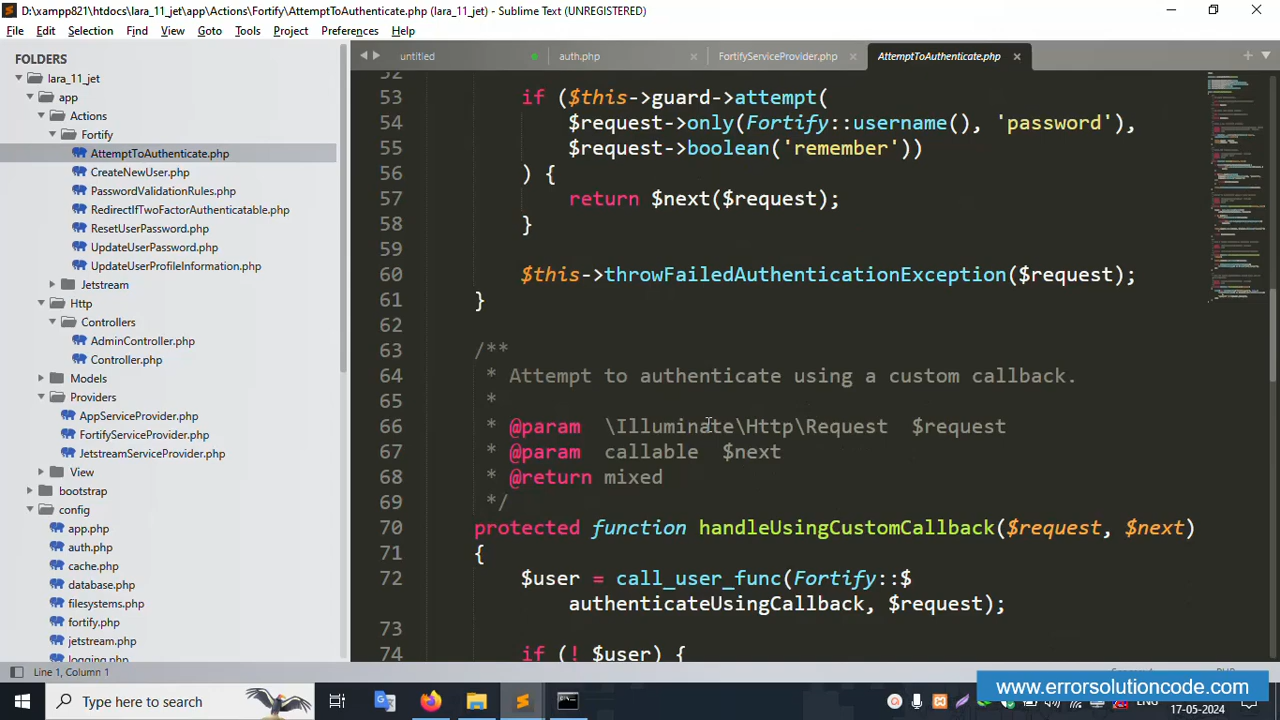 D:\xampp821\htdocs\lara_11_jet\app\Actions\Fortify\AttemptToAuthenticate.php (lara_11_jet) - Sublime Text (UNREGISTERED)
File Edit Selection Find View Goto Tools Project Preferences Help
FOLDERS
lara_11_jet
app
Actions
Fortify
AttemptToAuthenticate.php
CreateNewUser.php
PasswordValidationRules.php
RedirectIfTwoFactorAuthenticatable.php
ResetUserPassword.php
UpdateUserPassword.php
UpdateUserProfileInformation.php
Jetstream
Http
Controllers
AdminController.php
Controller.php
Models
Providers
AppServiceProvider.php
FortifyServiceProvider.php
JetstreamServiceProvider.php
View
bootstrap
config
app.php
auth.php
cache.php
database.php
filesystems.php
fortify.php
jetstream.php
logging.php
untitled auth.php FortifyServiceProvider.php AttemptToAuthenticate.php
52
53 if ($this->guard->attempt(
54 $request->only(Fortify::username(), 'password'),
55 $request->boolean('remember'))
56 ) {
57 return $next($request);
58 }
59
60 $this->throwFailedAuthenticationException($request);
61 }
62
63 /**
64 * Attempt to authenticate using a custom callback.
65 *
66 * @param \Illuminate\Http\Request $request
67 * @param callable $next
68 * @return mixed
69 */
70 protected function handleUsingCustomCallback($request, $next)
71 {
72 $user = call_user_func(Fortify::$
authenticateUsingCallback, $request);
73
74 if (! $user) {
Line 1, Column 1
www.errorsolutioncode.com
Type here to search
ENG
17-05-2024